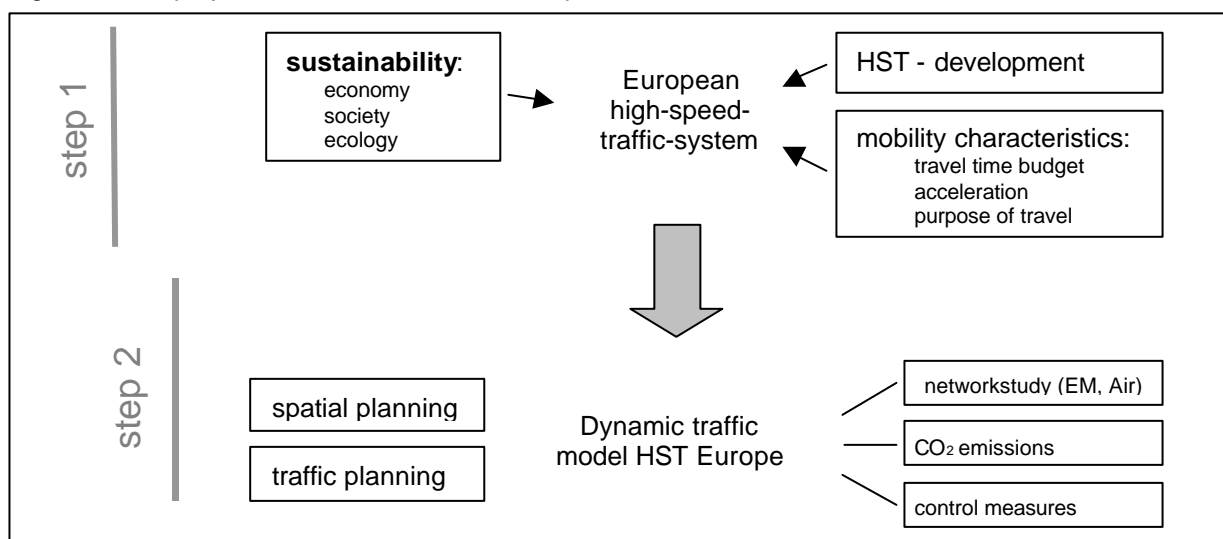 step 1
sustainability:
economy
society
ecology
European
high-speed-
traffic-system
HST - development
mobility characteristics:
travel time budget
acceleration
purpose of travel
step 2
spatial planning
traffic planning
Dynamic traffic
model HST Europe
networkstudy (EM, Air)
CO2 emissions
control measures